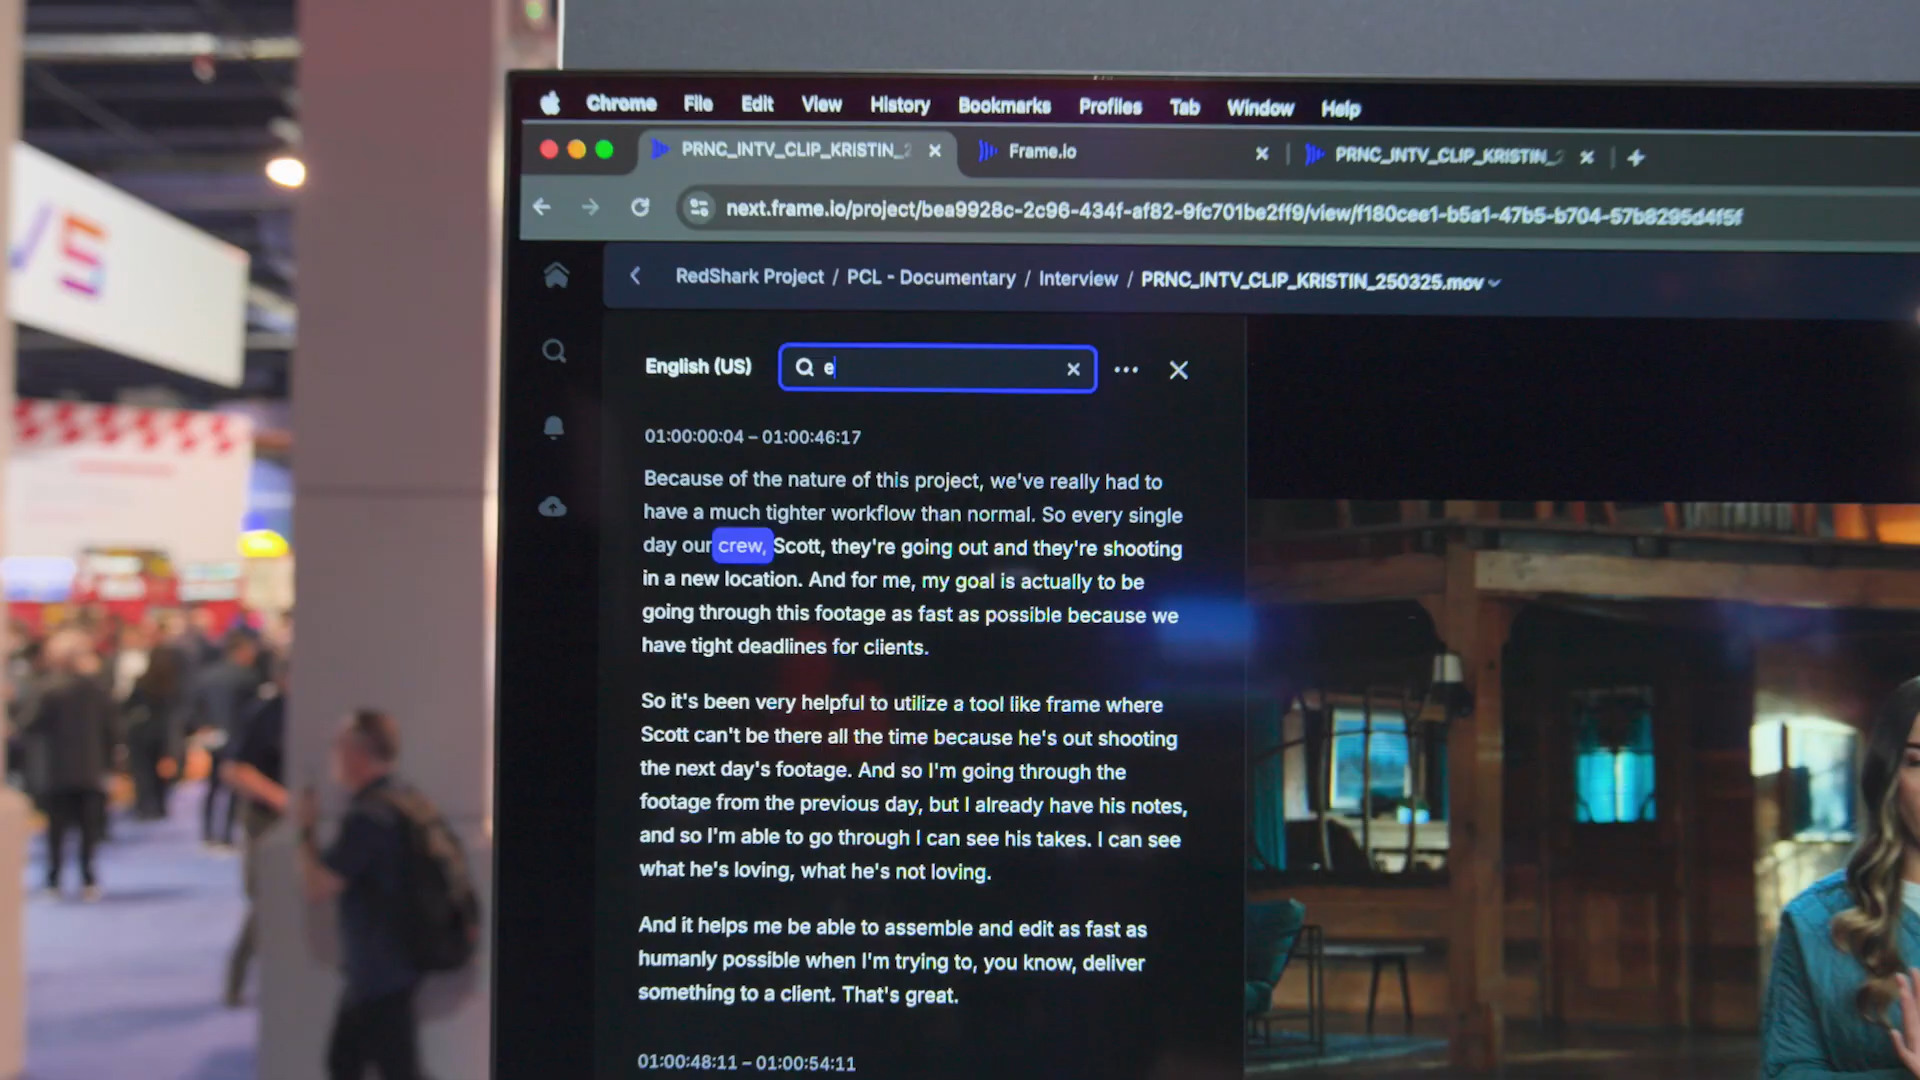 Chrome File Edit View History Bookmarks Profiles Tab Window Help
PRNC_INTV_CLIP_KRISTIN_2
Frame.io
PRNC_INTV_CLIP_KRISTIN_2
next.frame.io/project/bea9928c-2c96-434f-af82-9fc701be2ff9/view/f180cee1-b5a1-47b5-b704-57b8295d4f5f
RedShark Project / PCL - Documentary / Interview / PRNC_INTV_CLIP_KRISTIN_250325.mov
English (US)
e
01:00:00:04 – 01:00:46:17
Because of the nature of this project, we've really had to
have a much tighter workflow than normal. So every single
day our crew, Scott, they're going out and they're shooting
in a new location. And for me, my goal is actually to be
going through this footage as fast as possible because we
have tight deadlines for clients.
So it's been very helpful to utilize a tool like frame where
Scott can't be there all the time because he's out shooting
the next day's footage. And so I'm going through the
footage from the previous day, but I already have his notes,
and so I'm able to go through I can see his takes. I can see
what he's loving, what he's not loving.
And it helps me be able to assemble and edit as fast as
humanly possible when I'm trying to, you know, deliver
something to a client. That's great.
01:00:48:11 – 01:00:54:11